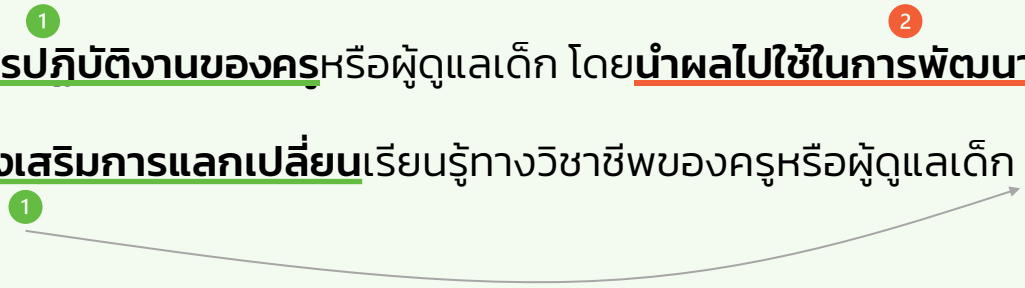 1 2
รปฏิบัติงานของครูหรือผู้ดูแลเด็ก โดยนำผลไปใช้ในการพัฒนา
งเสริมการแลกเปลี่ยนเรียนรู้ทางวิชาชีพของครูหรือผู้ดูแลเด็ก
1